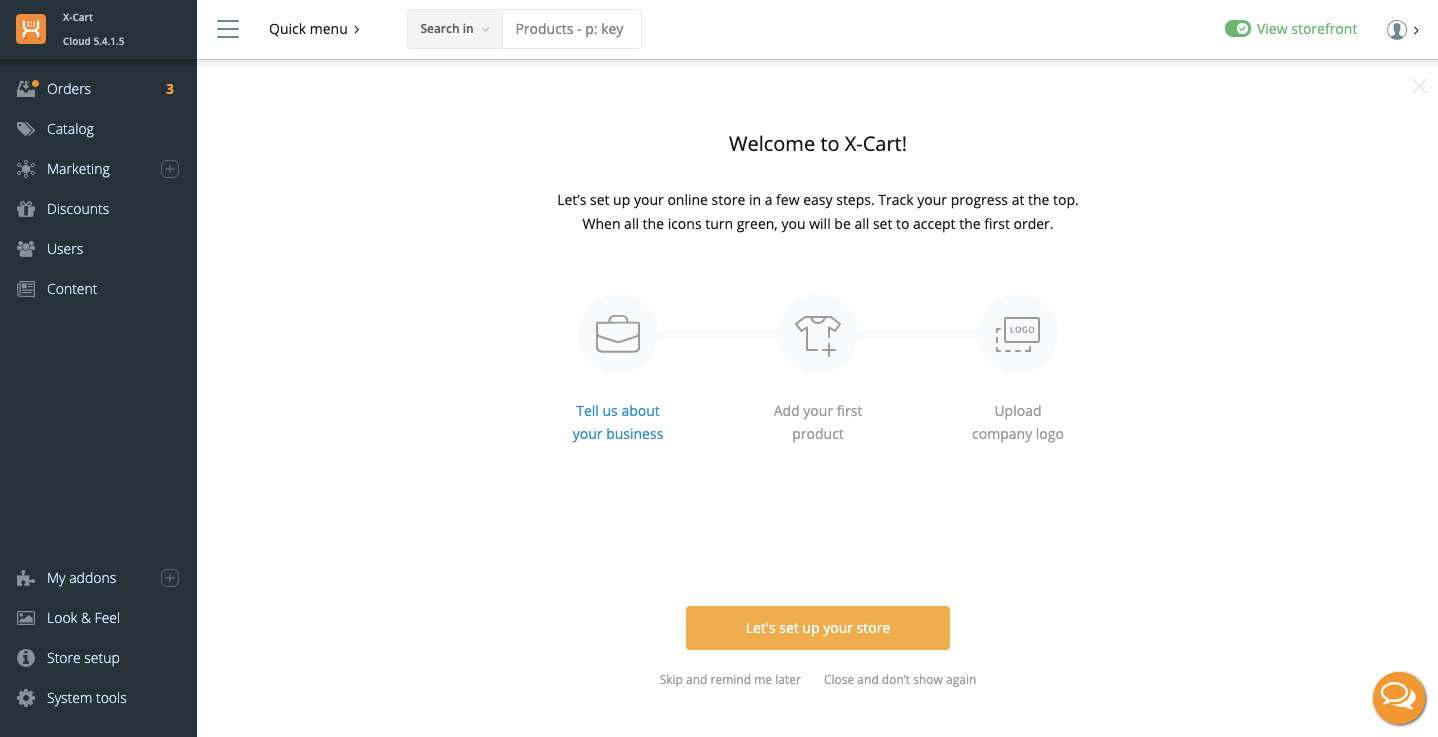 X-Cart
Cloud 5.4.1.5
Quick menu
Search in
Products - p: key
View storefront
Orders
3
Catalog
Marketing
Discounts
Users
Content
My addons
Look & Feel
Store setup
System tools
Welcome to X-Cart!
Let’s set up your online store in a few easy steps. Track your progress at the top.
When all the icons turn green, you will be all set to accept the first order.
LOGO
Tell us about
your business
Add your first
product
Upload
company logo
Let's set up your store
Skip and remind me later
Close and don’t show again